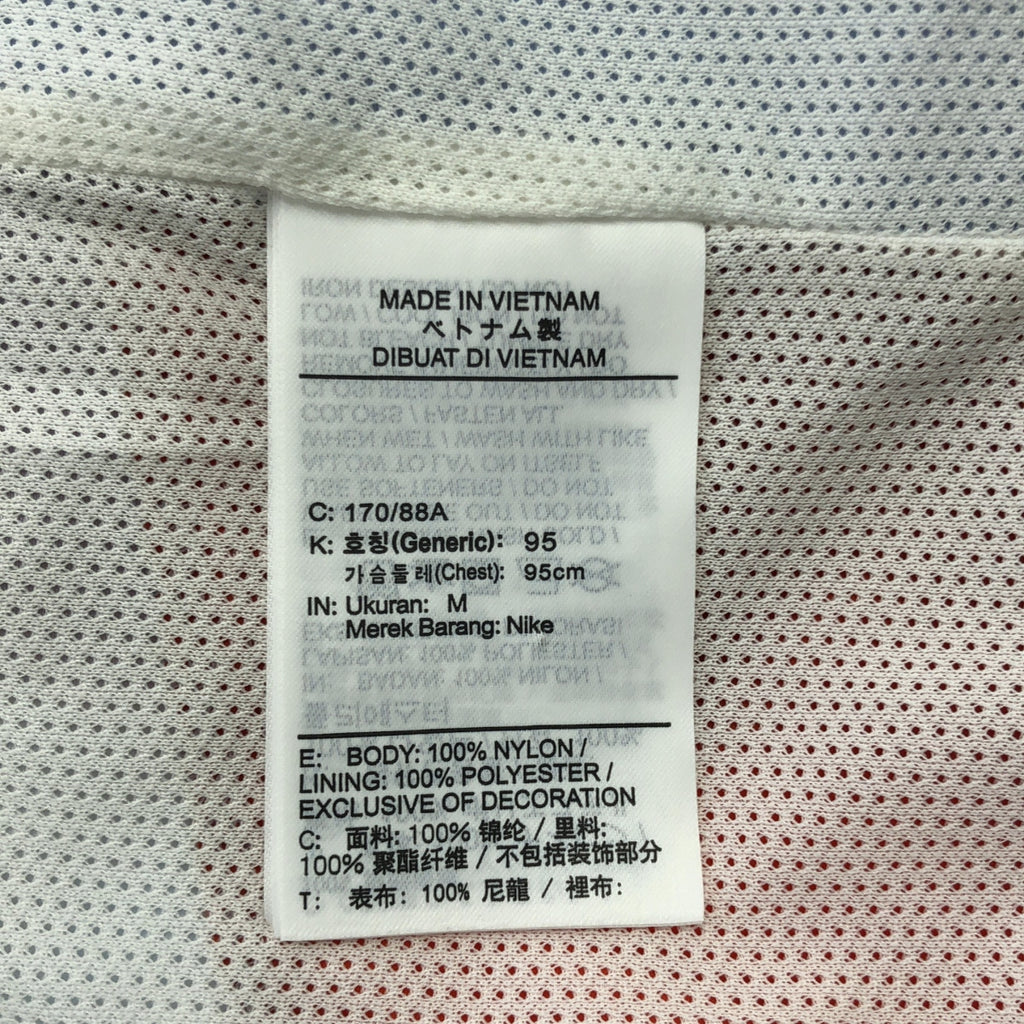 MADE IN VIETNAM
ベトナム製
DIBUAT DI VIETNAM
C: 170/88A
K: 호칭(Generic): 95
가슴둘레(Chest): 95cm
IN: Ukuran: M
Merek Barang: Nike
E: BODY: 100% NYLON /
LINING: 100% POLYESTER /
EXCLUSIVE OF DECORATION
C: 面料: 100% 锦纶 / 里料:
100% 聚酯纤维 / 不包括装饰部分
T: 表布: 100% 尼龍 / 裡布: